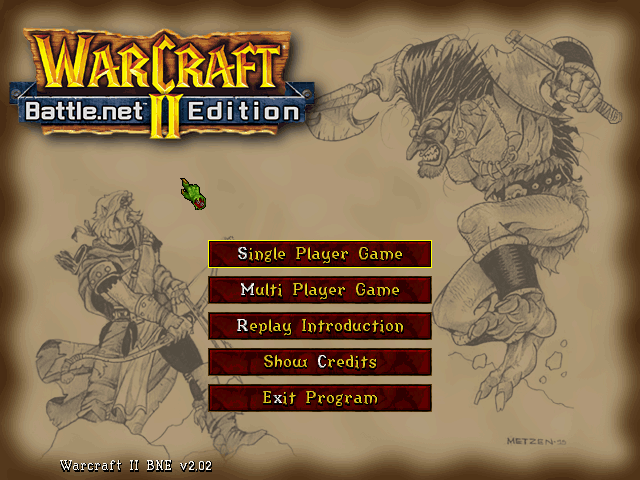 WARCRAFT
II
Battle.net™ Edition
Single Player Game
Multi Player Game
Replay Introduction
Show Credits
Exit Program
METZEN-95
Warcraft II BNE v2.02